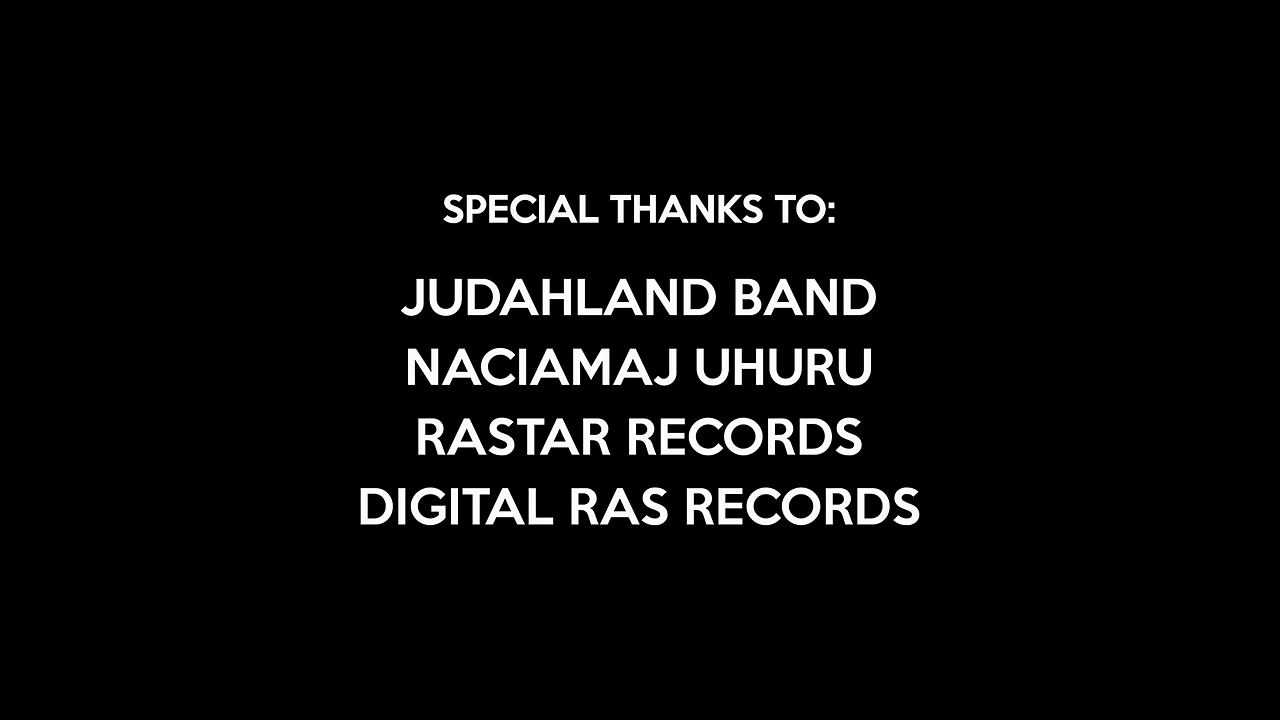 SPECIAL THANKS TO:
JUDAHLAND BAND
NACIAMAJ UHURU
RASTAR RECORDS
DIGITAL RAS RECORDS